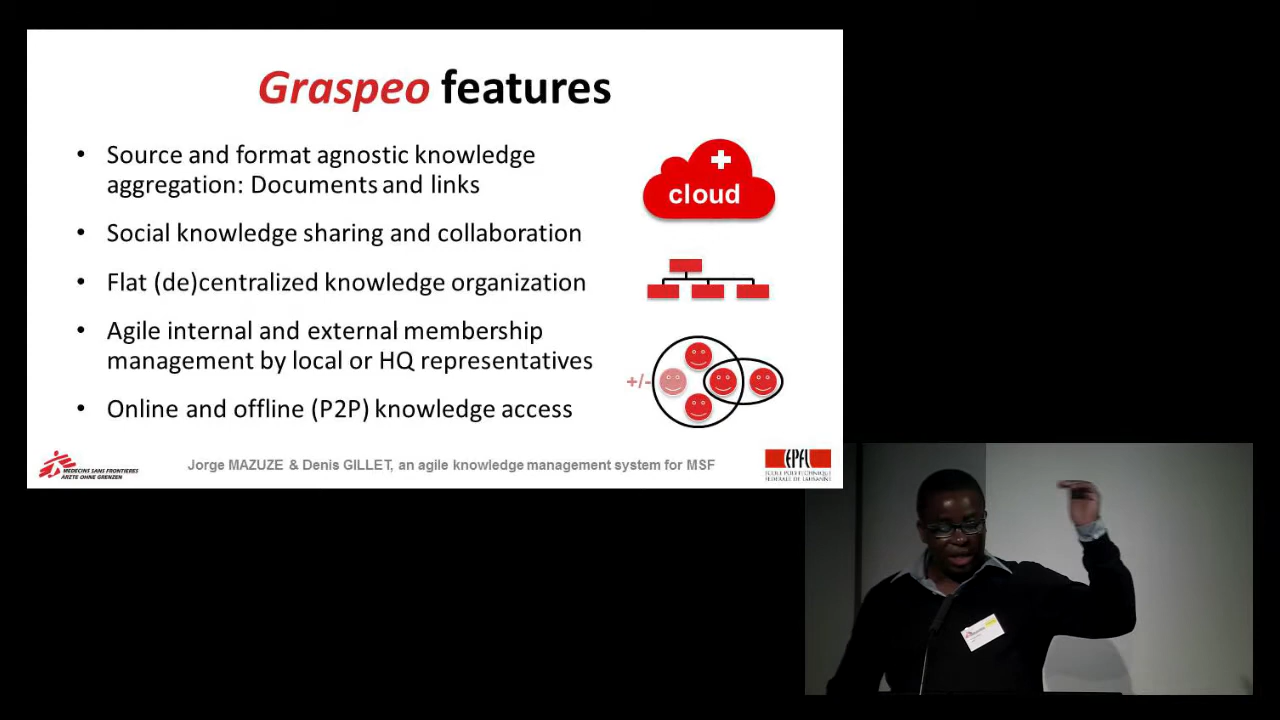 Graspeo features
• Source and format agnostic knowledge
aggregation: Documents and links
• Social knowledge sharing and collaboration
• Flat (de)centralized knowledge organization
• Agile internal and external membership
management by local or HQ representatives
• Online and offline (P2P) knowledge access
cloud
+/-
MEDECINS SANS FRONTIERES
ARZTE OHNE GRENZEN
Jorge MAZUZE & Denis GILLET, an agile knowledge management system for MSF
EPFL
ECOLE POLYTECHNIQUE
FEDERALE DE LAUSANNE